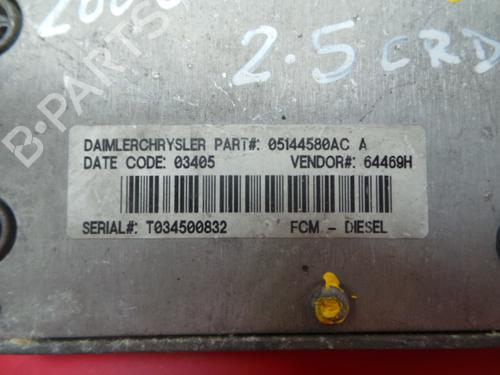 2.5 CRD
DAIMLERCHRYSLER PART#: 05144580AC A
DATE CODE: 03405 VENDOR#: 64469H
SERIAL#: T034500832 FCM - DIESEL